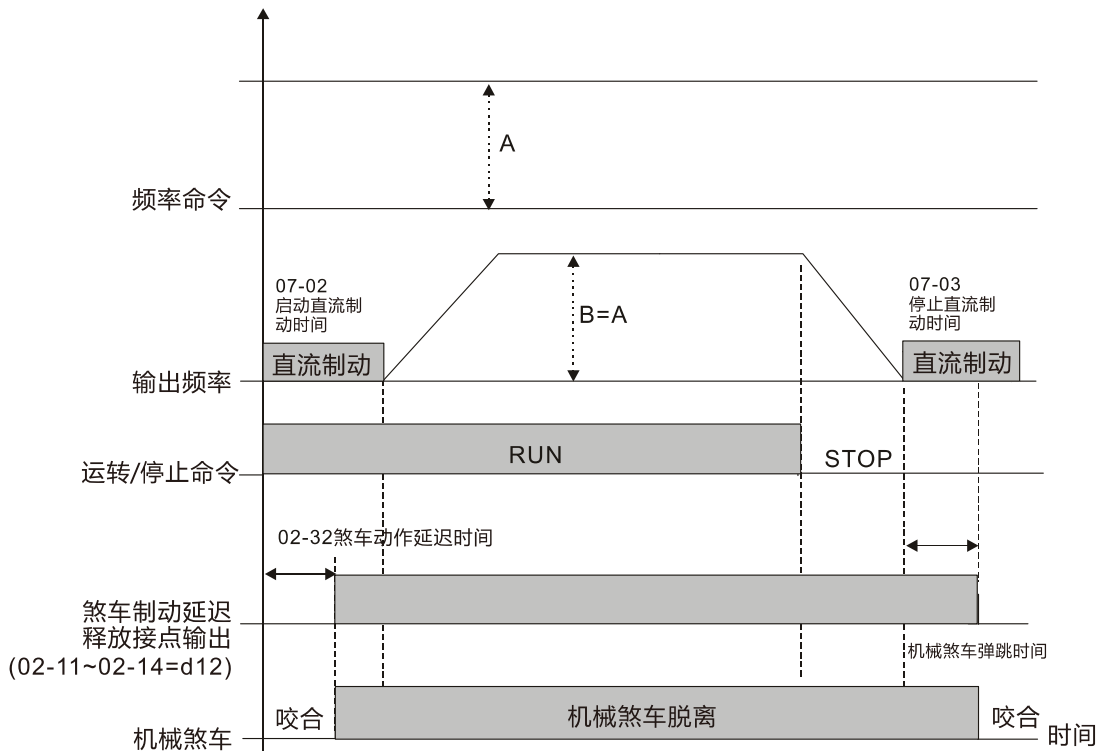 A
频率命令
07-02
启动直流制
动时间
07-03
停止直流制
动时间
B=A
直流制动
直流制动
输出频率
RUN
STOP
运转/停止命令
02-32煞车动作延迟时间
煞车制动延迟
释放接点输出
(02-11~02-14=d12)
机械煞车弹跳时间
咬合
机械煞车脱离
咬合
机械煞车
时间